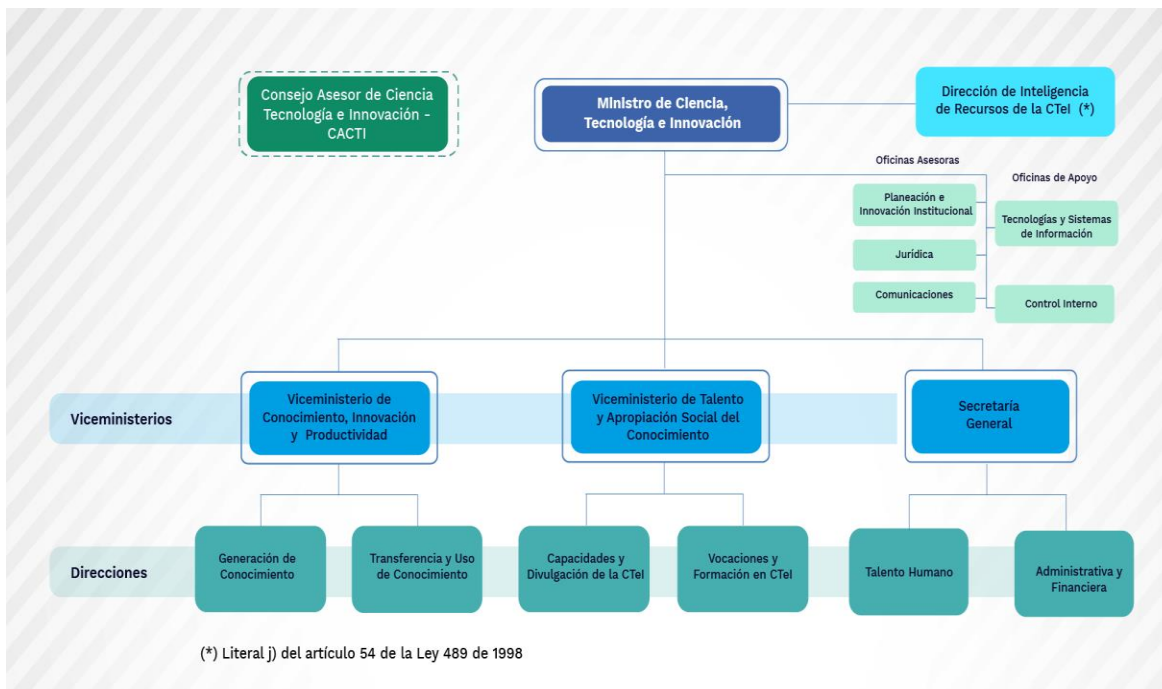 Consejo Asesor de Ciencia
Tecnología e Innovación -
CACTI
Ministro de Ciencia,
Tecnología e Innovación
Dirección de Inteligencia
de Recursos de la CTeI (*)
Oficinas Asesoras
Oficinas de Apoyo
Planeación e
Innovación Institucional
Tecnologías y Sistemas
de Información
Jurídica
Comunicaciones
Control Interno
Viceministerios
Viceministerio de
Conocimiento, Innovación
y Productividad
Viceministerio de Talento
y Apropiación Social del
Conocimiento
Secretaría
General
Direcciones
Generación de
Conocimiento
Transferencia y Uso
de Conocimiento
Capacidades y
Divulgación de la CTeI
Vocaciones y
Formación en CTeI
Talento Humano
Administrativa y
Financiera
(*) Literal j) del artículo 54 de la Ley 489 de 1998